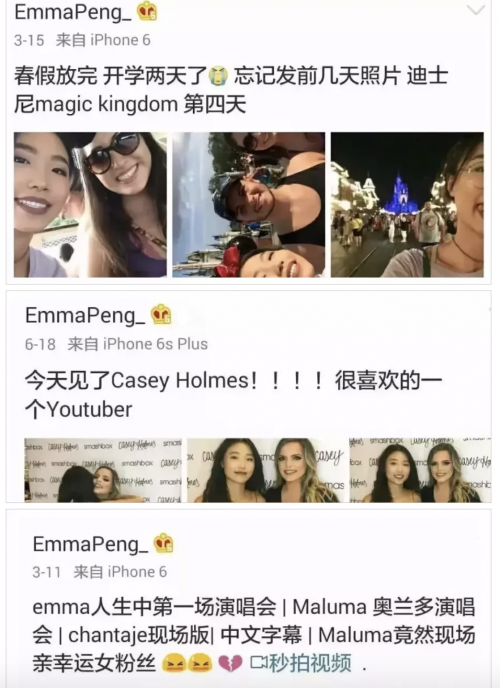 EmmaPeng_
3-15 来自 iPhone 6
春假放完 开学两天了😭 忘记发前几天照片 迪士
尼magic kingdom 第四天
EmmaPeng_
6-18 来自 iPhone 6s Plus
今天见了Casey Holmes！！！！很喜欢的一
个Youtuber
EmmaPeng_
3-11 来自 iPhone 6
emma人生中第一场演唱会 | Maluma 奥兰多演唱
会 | chantaje现场版| 中文字幕 | Maluma竟然现场
亲幸运女粉丝 😡😡💔 秒拍视频 .